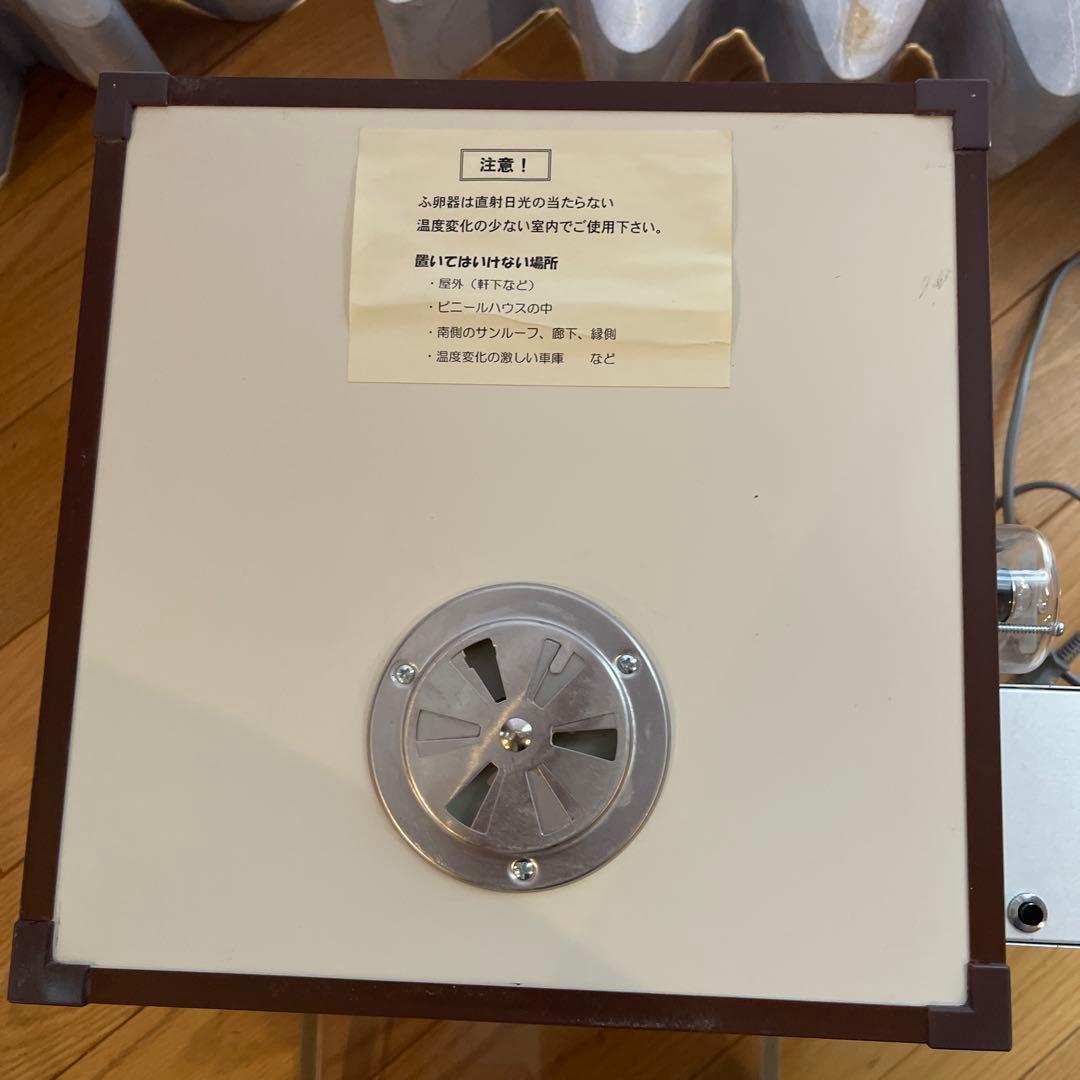 注意！
ふ卵器は直射日光の当たらない
温度変化の少ない室内でご使用下さい。
置いてはいけない場所
・屋外（軒下など）
・ビニールハウスの中
・南側のサンルーフ、廊下、縁側
・温度変化の激しい車庫　など